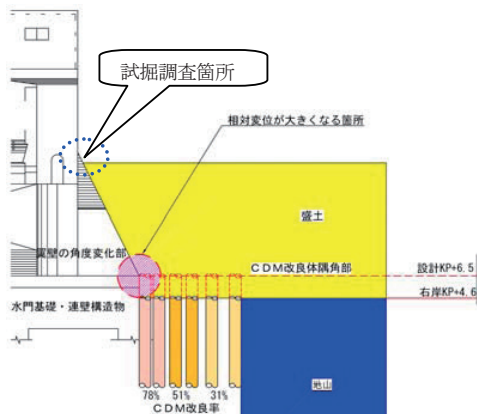 試掘調査箇所
相対変位が大きくなる箇所
盛土
翼壁の角度変化部
CDM改良体隅角部
設計KP+6.5
右岸KP+4.6
水門基礎・連壁構造物
地山
78% 51% 31%
CDM改良率